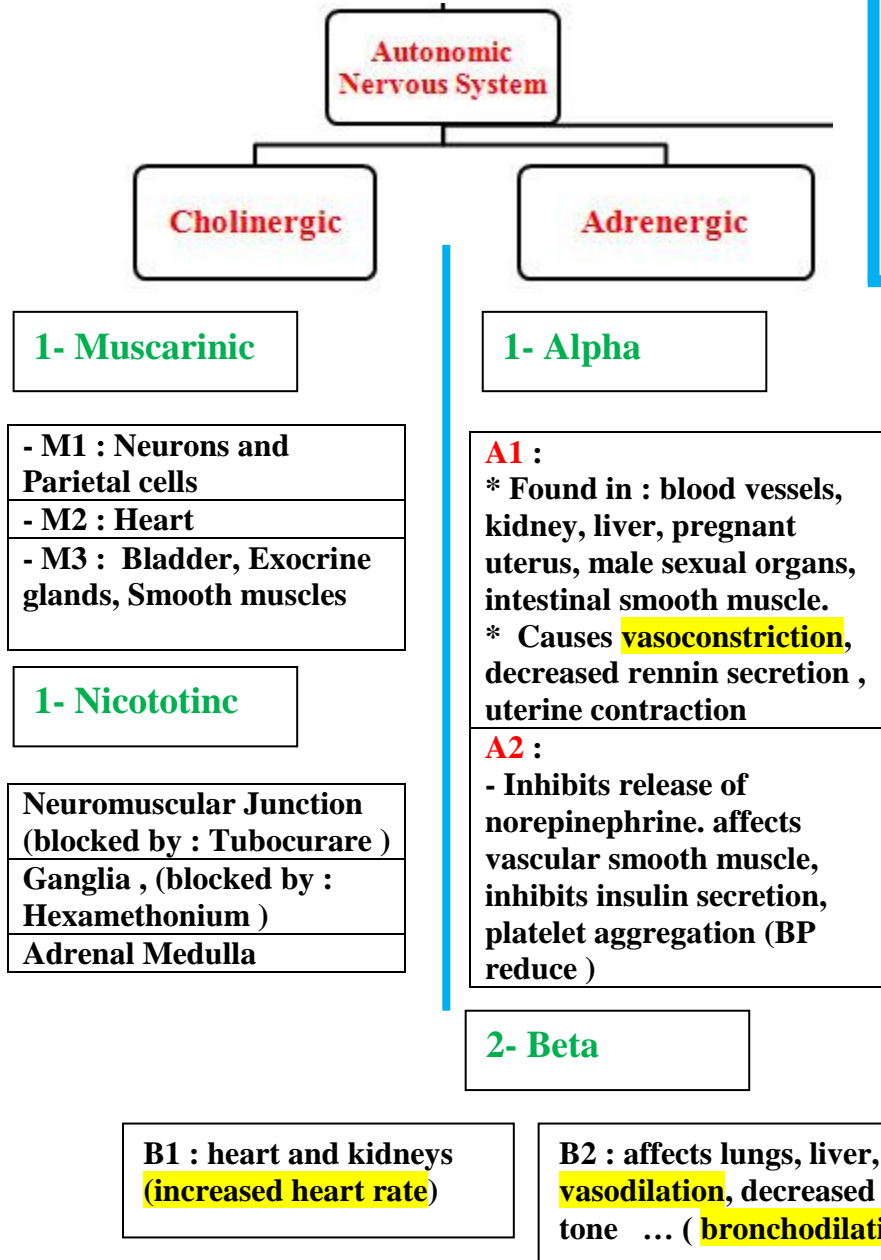 Autonomic
Nervous System
Cholinergic
Adrenergic
1- Muscarinic
- M1 : Neurons and
Parietal cells
- M2 : Heart
- M3 : Bladder, Exocrine
glands, Smooth muscles
1- Nicototinc
Neuromuscular Junction
(blocked by : Tubocurare )
Ganglia , (blocked by :
Hexamethonium )
Adrenal Medulla
1- Alpha
A1 :
* Found in : blood vessels,
kidney, liver, pregnant
uterus, male sexual organs,
intestinal smooth muscle.
* Causes vasoconstriction,
decreased rennin secretion ,
uterine contraction
A2 :
- Inhibits release of
norepinephrine. affects
vascular smooth muscle,
inhibits insulin secretion,
platelet aggregation (BP
reduce )
2- Beta
B1 : heart and kidneys
(increased heart rate)
B2 : affects lungs, liver,
vasodilation, decreased
tone … (